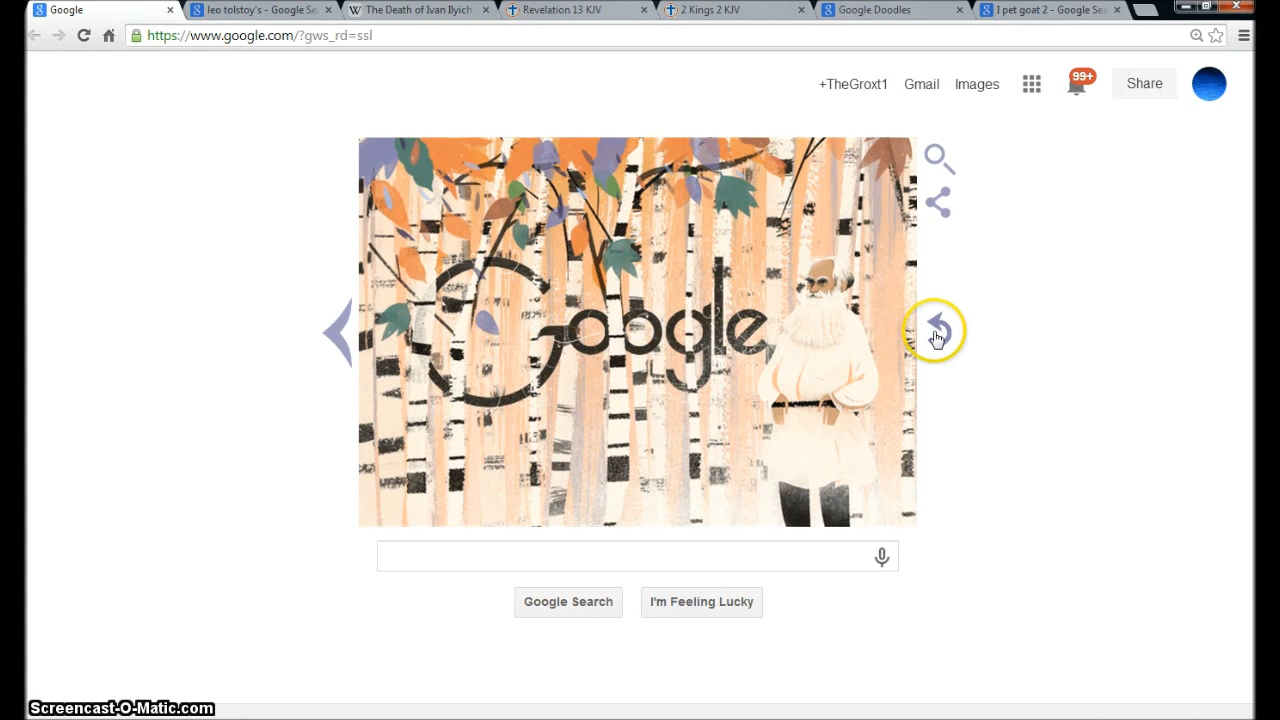 Google
leo tolstoy's - Google Se
The Death of Ivan Ilyich
Revelation 13 KJV
2 Kings 2 KJV
Google Doodles
I pet goat 2 - Google Sea
https://www.google.com/?gws_rd=ssl
+TheGroxt1 Gmail Images 99+ Share
Google
Google Search I'm Feeling Lucky
Screencast-O-Matic.com